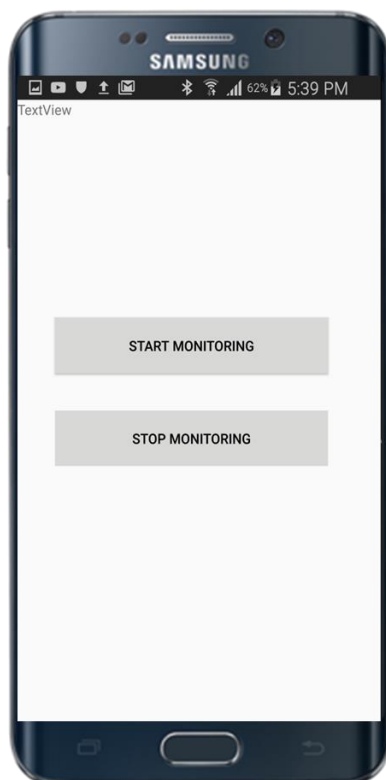 SAMSUNG
62% 5:39 PM
TextView
START MONITORING
STOP MONITORING